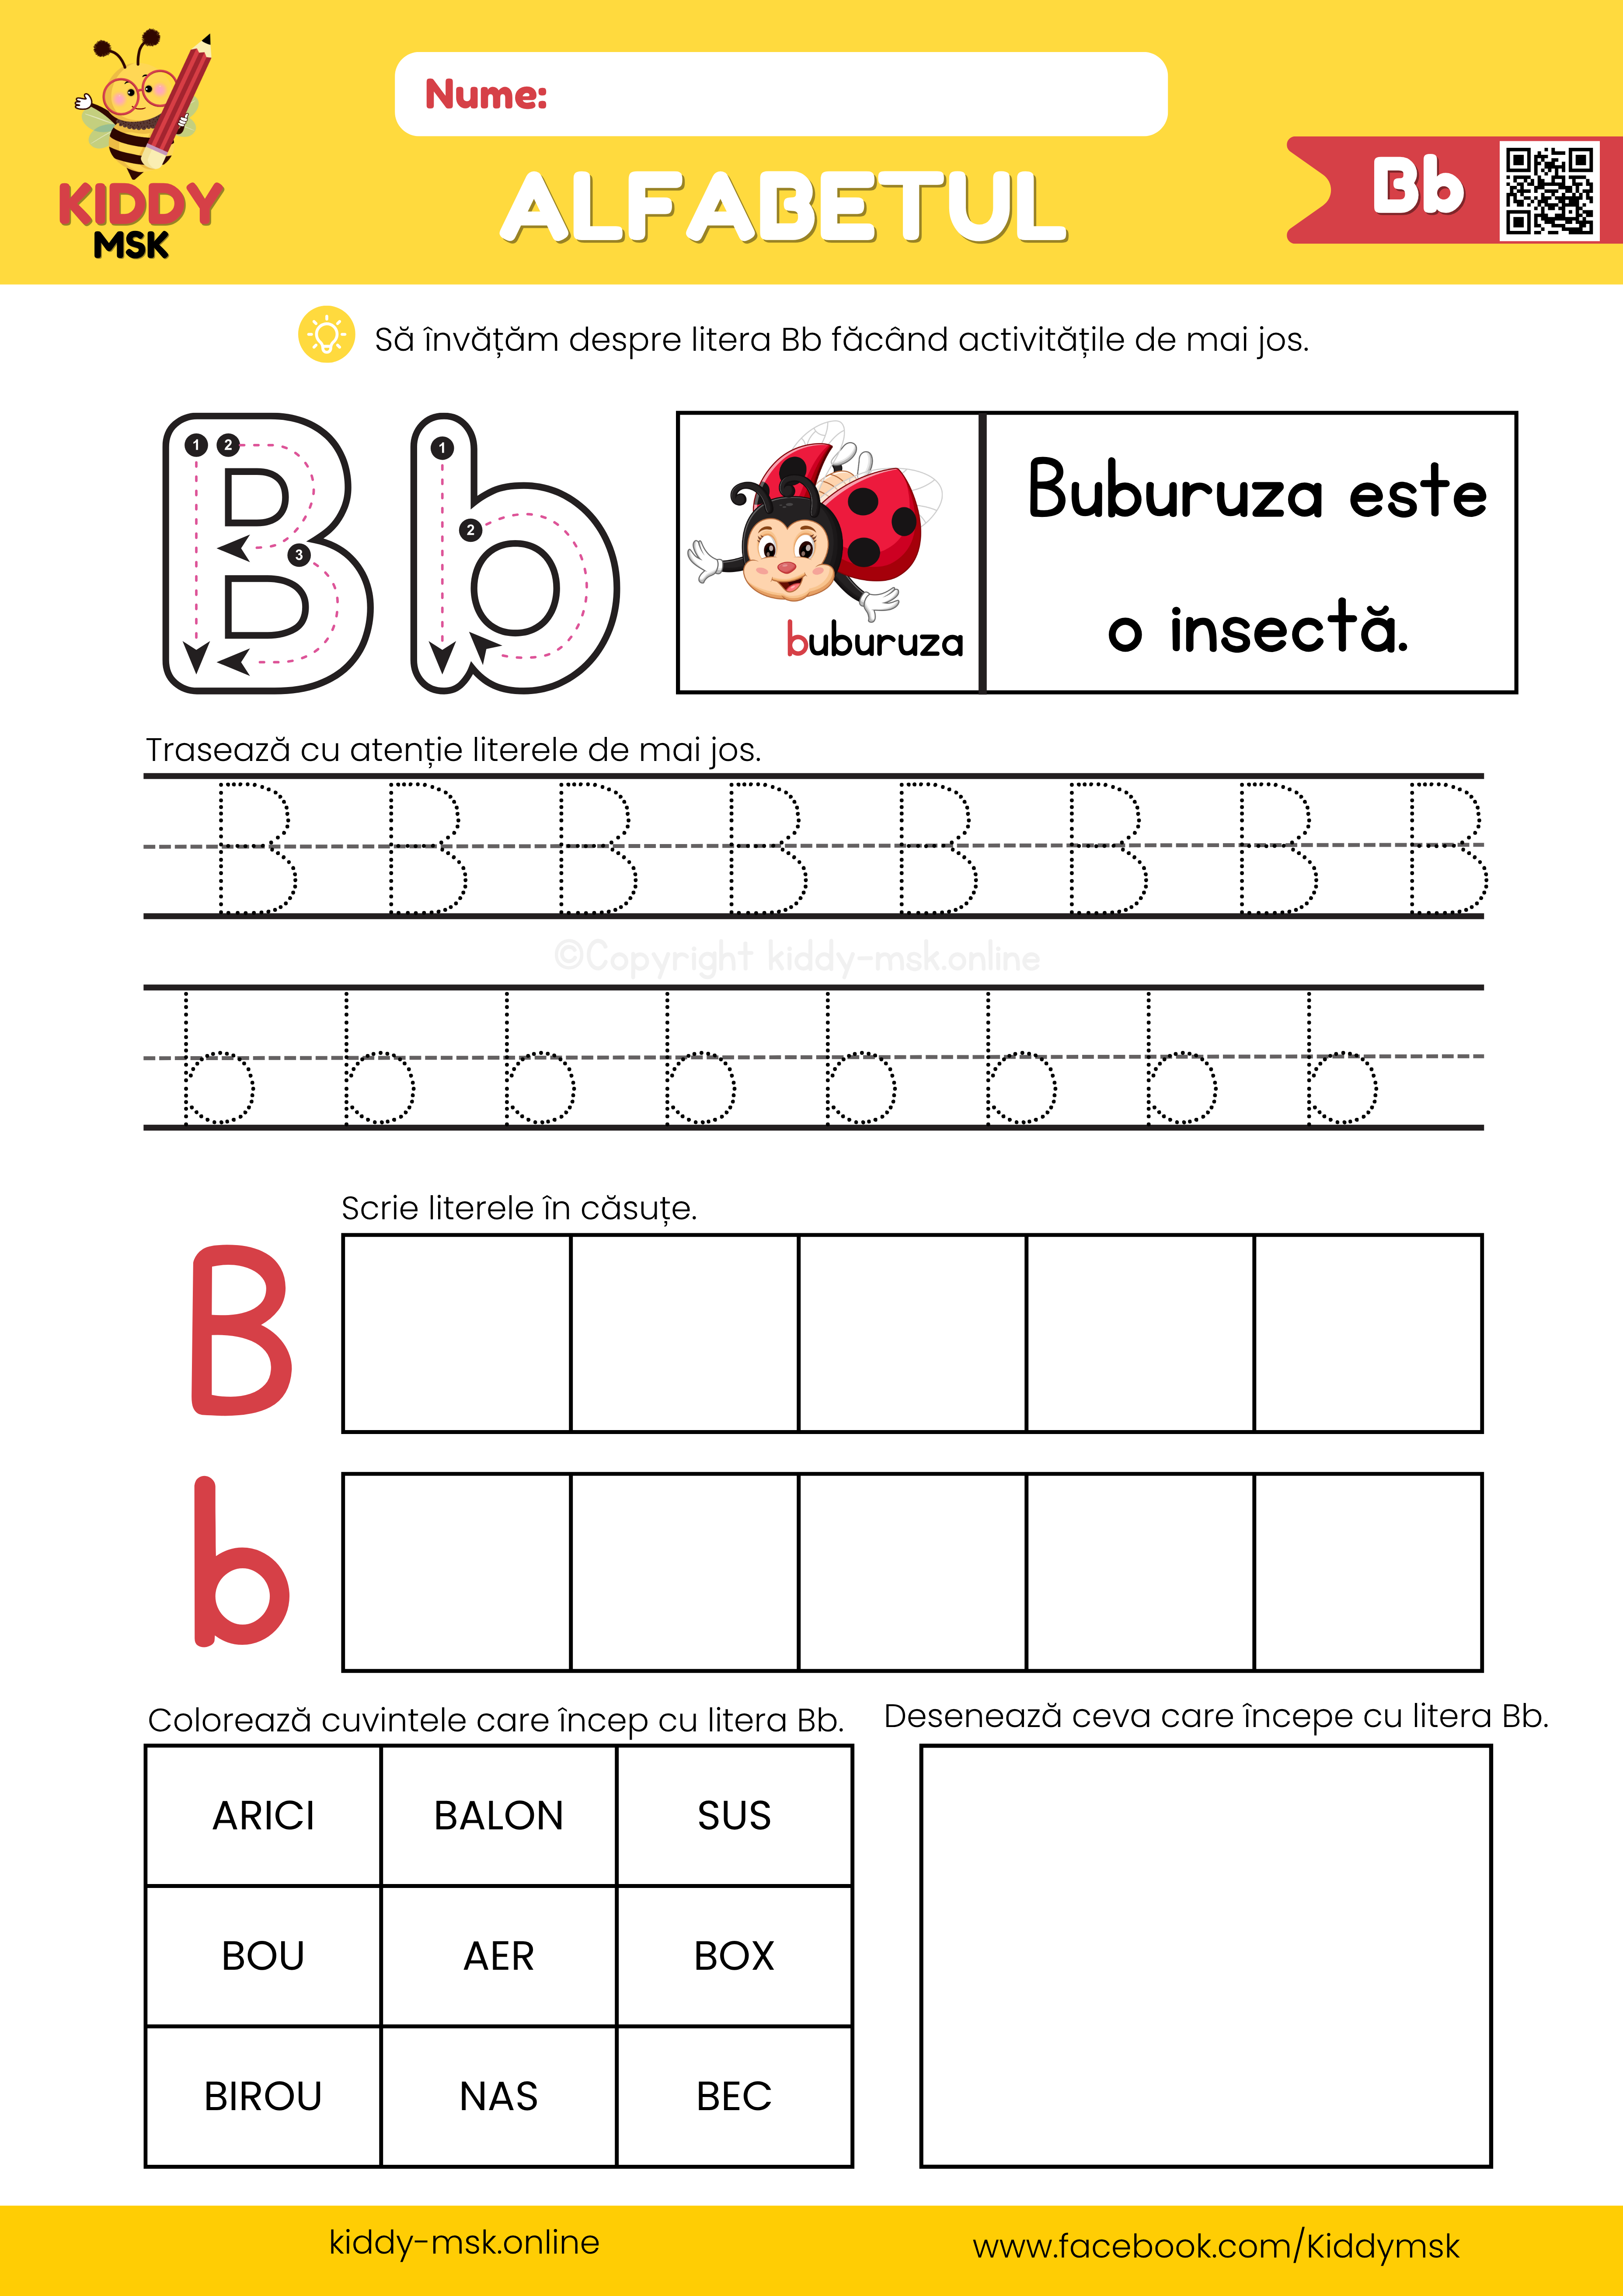 Nume:
KIDDY
MSK
ALFABETUL
Bb
Să învățăm despre litera Bb făcând activitățile de mai jos.
B b
1 2 3
1 2
buburuza
Buburuza este
o insectă.
Trasează cu atenție literele de mai jos.
B B B B B B B B
©Copyright kiddy-msk.online
b b b b b b b b
Scrie literele în căsuțe.
B
b
Colorează cuvintele care încep cu litera Bb.
Desenează ceva care începe cu litera Bb.
ARICI BALON SUS
BOU AER BOX
BIROU NAS BEC
kiddy-msk.online
www.facebook.com/Kiddymsk